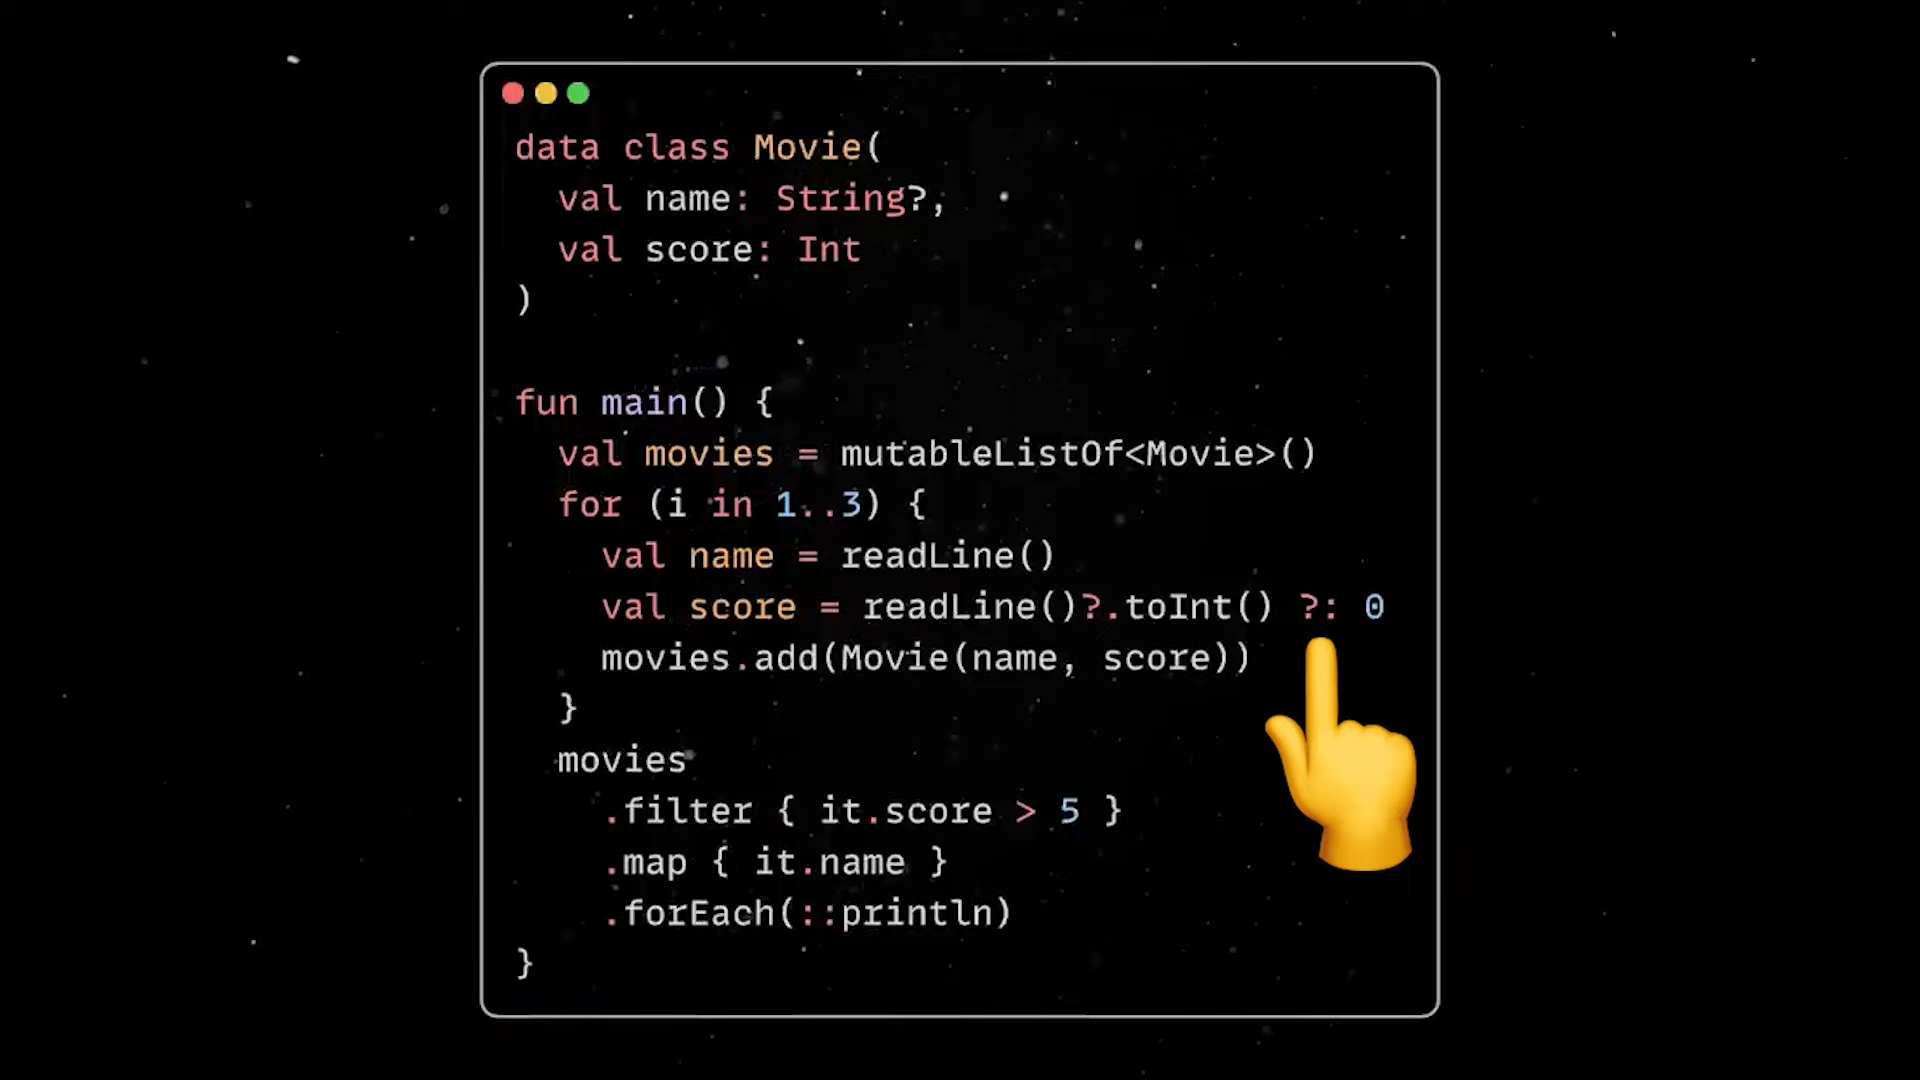 data class Movie(
  val name: String?,
  val score: Int
)
fun main() {
  val movies = mutableListOf<Movie>()
  for (i in 1..3) {
    val name = readLine()
    val score = readLine()?.toInt() ?: 0
    movies.add(Movie(name, score))
  }
  movies
    .filter { it.score > 5 }
    .map { it.name }
    .forEach(::println)
}